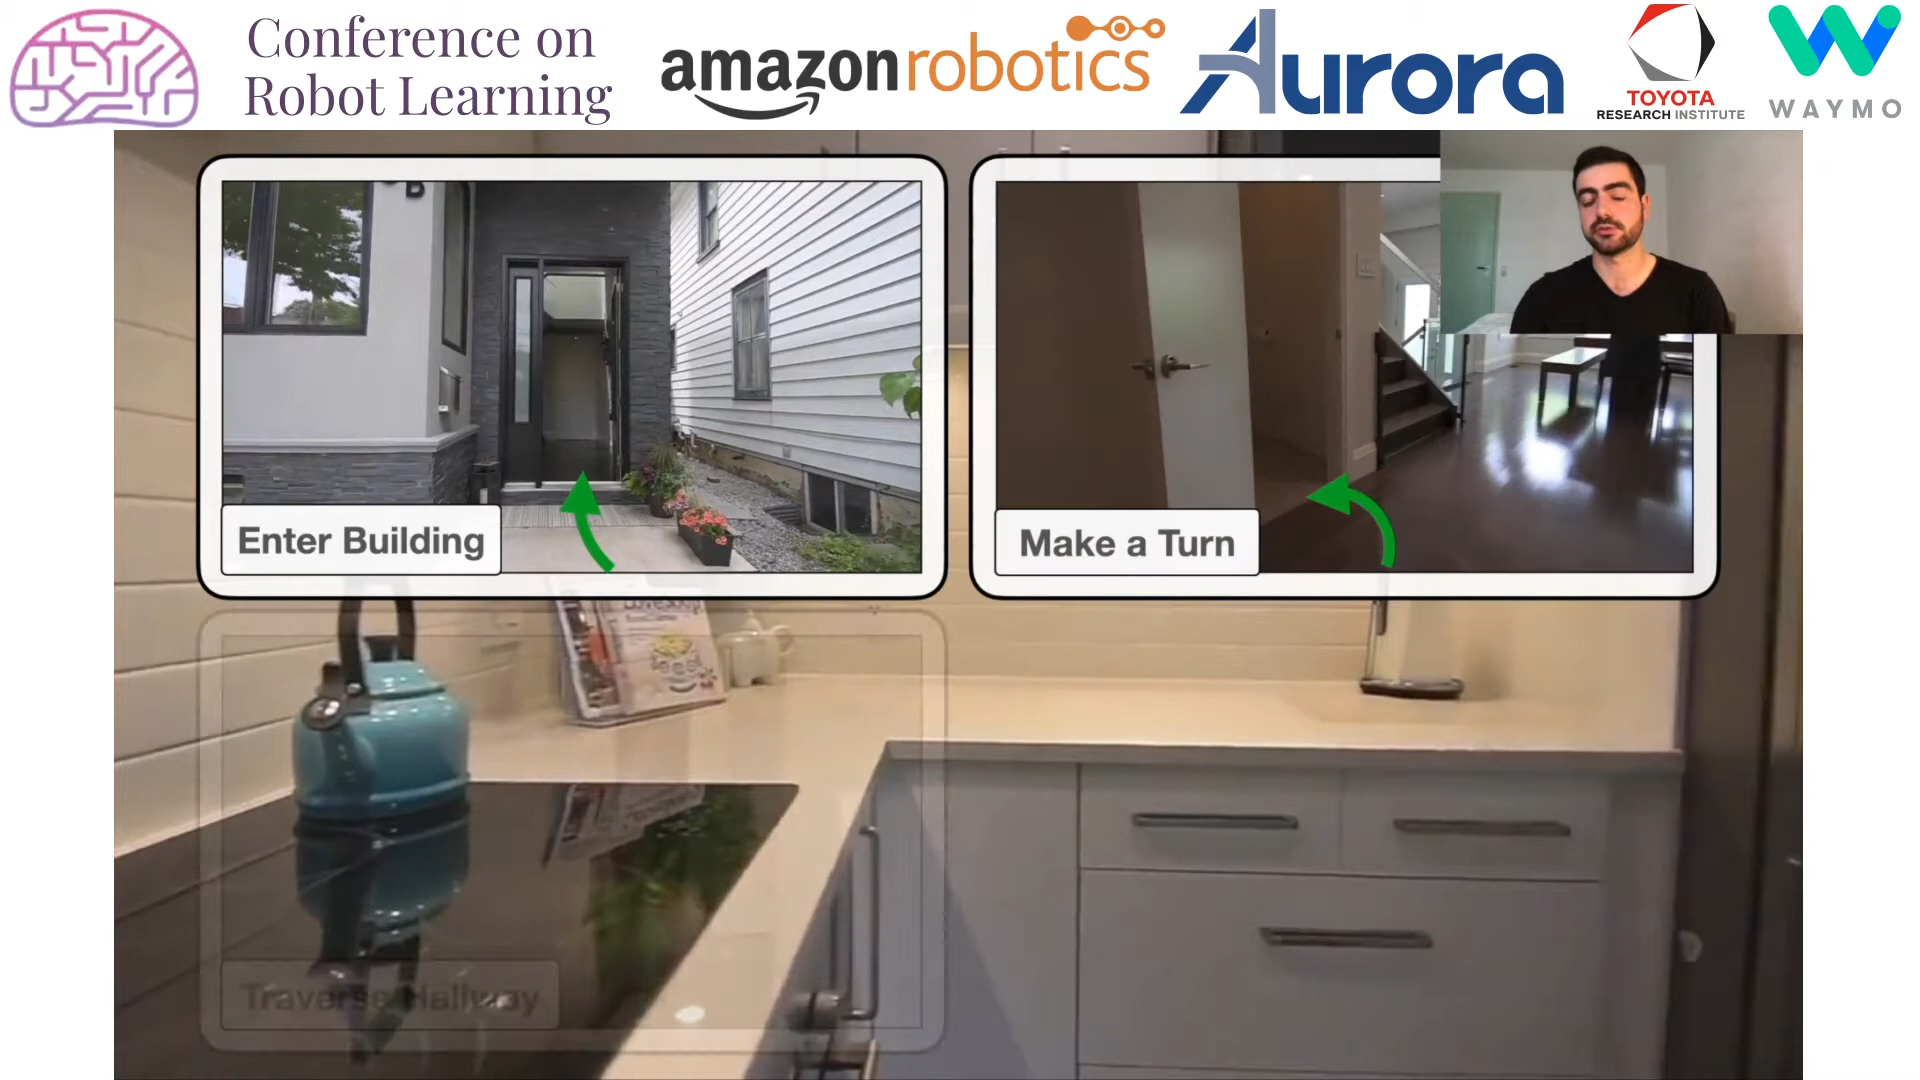 Conference on
Robot Learning
amazon robotics
Aurora
TOYOTA
RESEARCH INSTITUTE
WAYMO
B
Enter Building
Make a Turn
Traverse Hallway